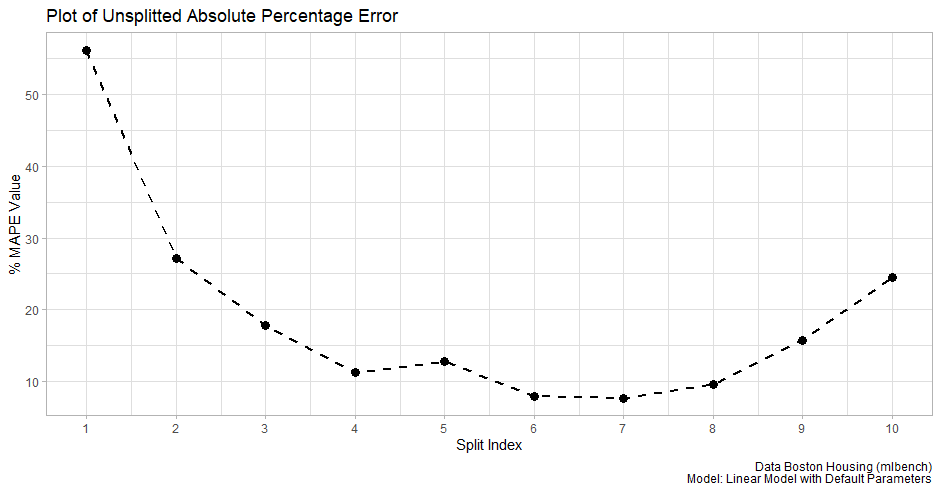 Plot of Unsplitted Absolute Percentage Error
% MAPE Value
50
40
30
20
10
1 2 3 4 5 6 7 8 9 10
Split Index
Data Boston Housing (mlbench)
Model: Linear Model with Default Parameters